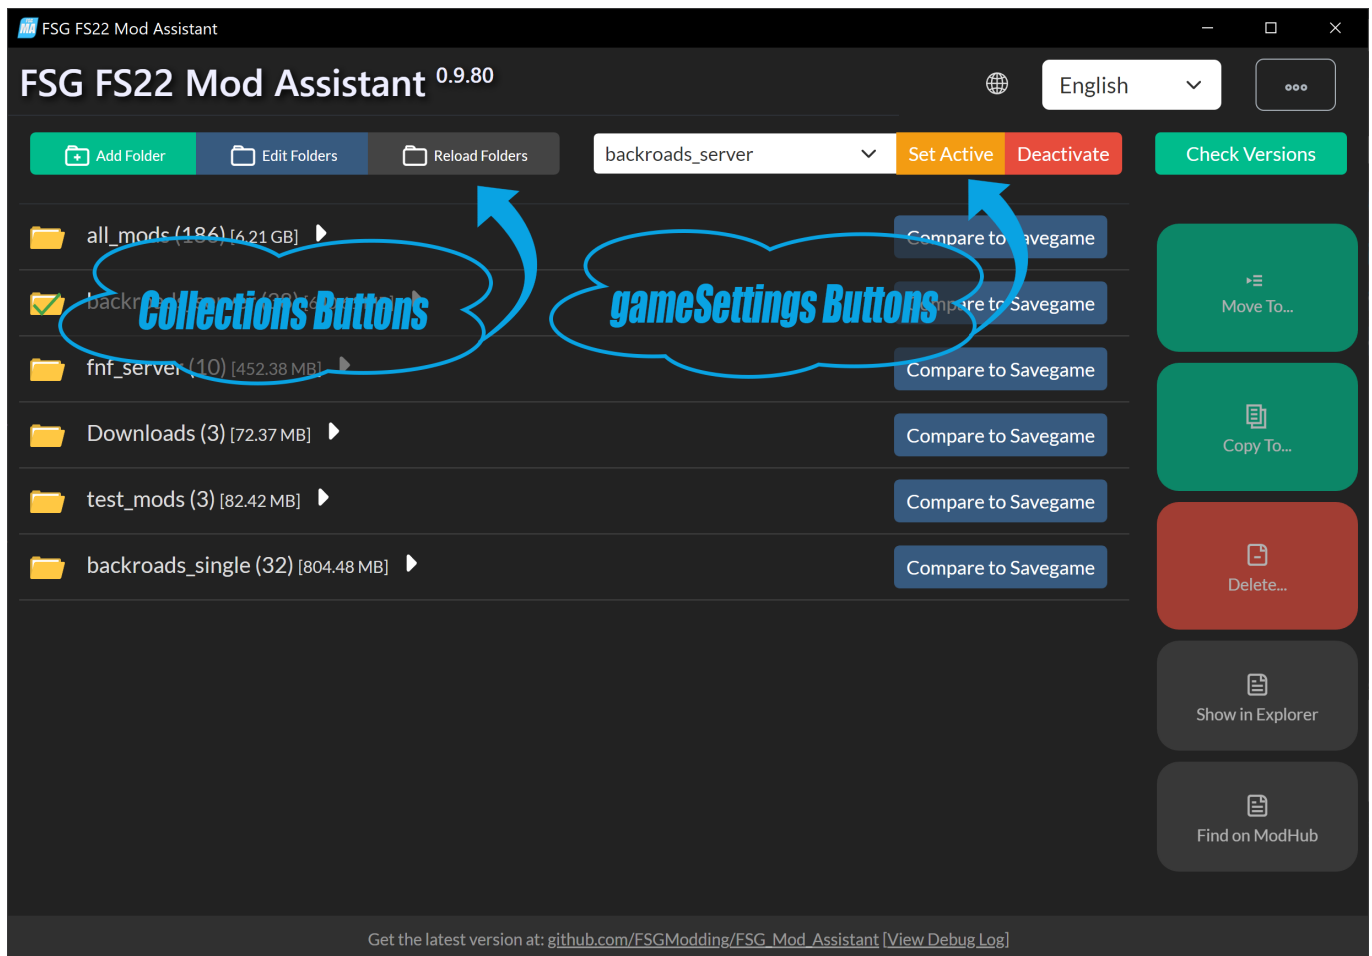 MA FSG FS22 Mod Assistant
FSG FS22 Mod Assistant 0.9.80
English
Add Folder Edit Folders Reload Folders backroads_server Set Active Deactivate Check Versions
all_mods (186) [6.21 GB] Compare to Savegame
Collections Buttons gameSettings Buttons
Move To...
fnf_server (10) [452.38 MB] Compare to Savegame
Downloads (3) [72.37 MB] Compare to Savegame
Copy To...
test_mods (3) [82.42 MB] Compare to Savegame
backroads_single (32) [804.48 MB] Compare to Savegame
Delete...
Show in Explorer
Find on ModHub
Get the latest version at: github.com/FSGModding/FSG_Mod_Assistant [View Debug Log]